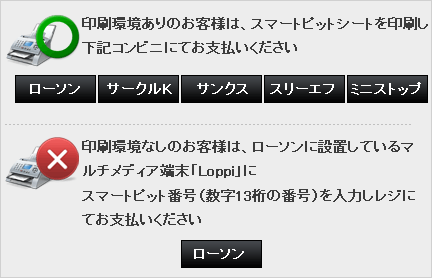 印刷環境ありのお客様は、スマートピットシートを印刷し
下記コンビニにてお支払いください
ローソン サークルK サンクス スリーエフ ミニストップ
印刷環境なしのお客様は、ローソンに設置しているマ
ルチメディア端末「Loppi」に
スマートピット番号(数字13桁の番号)を入力しレジに
てお支払いください
ローソン